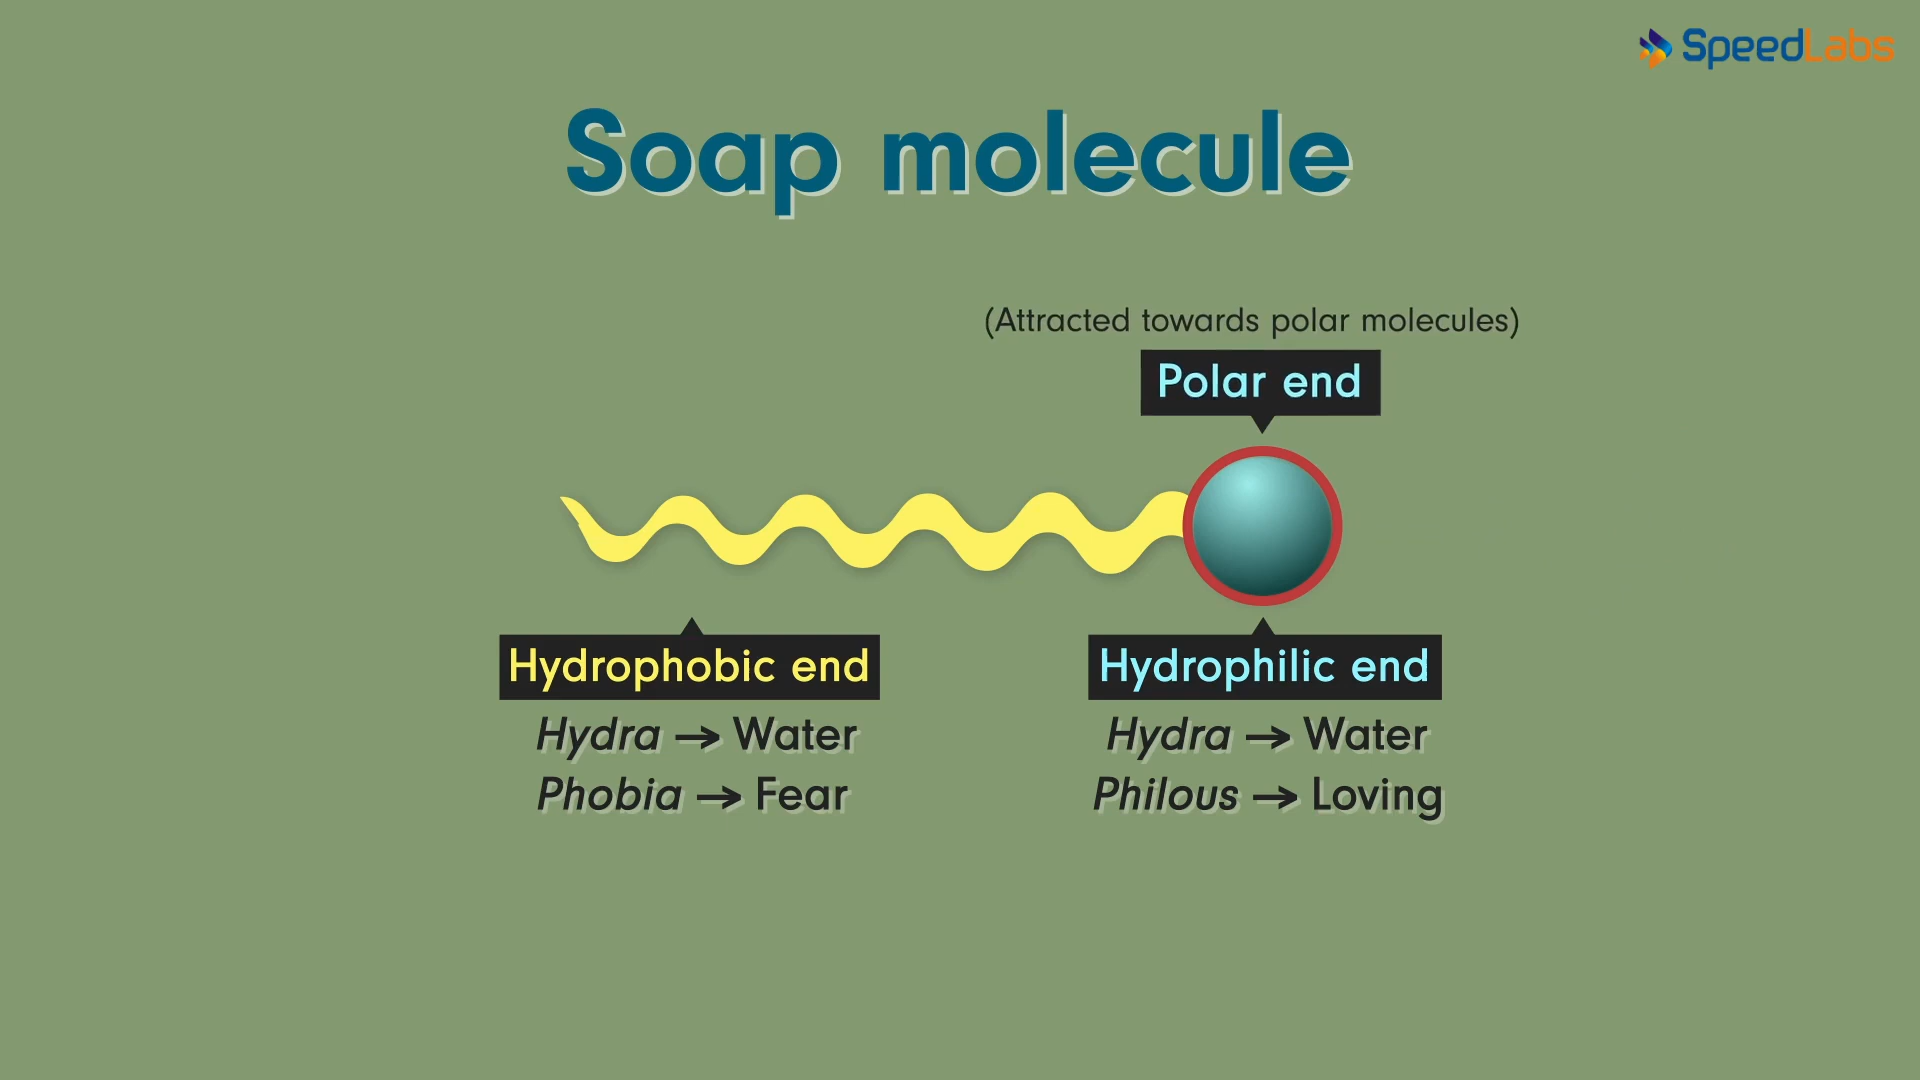 SpeedLabs
Soap molecule
(Attracted towards polar molecules)
Polar end
Hydrophobic end
Hydra → Water
Phobia → Fear
Hydrophilic end
Hydra → Water
Philous → Loving